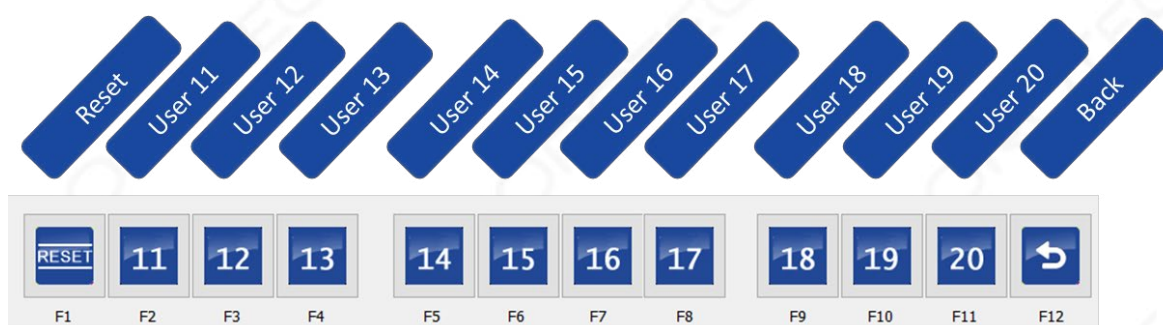 Reset
User 11
User 12
User 13
User 14
User 15
User 16
User 17
User 18
User 19
User 20
Back
RESET 11 12 13 14 15 16 17 18 19 20
F1 F2 F3 F4 F5 F6 F7 F8 F9 F10 F11 F12